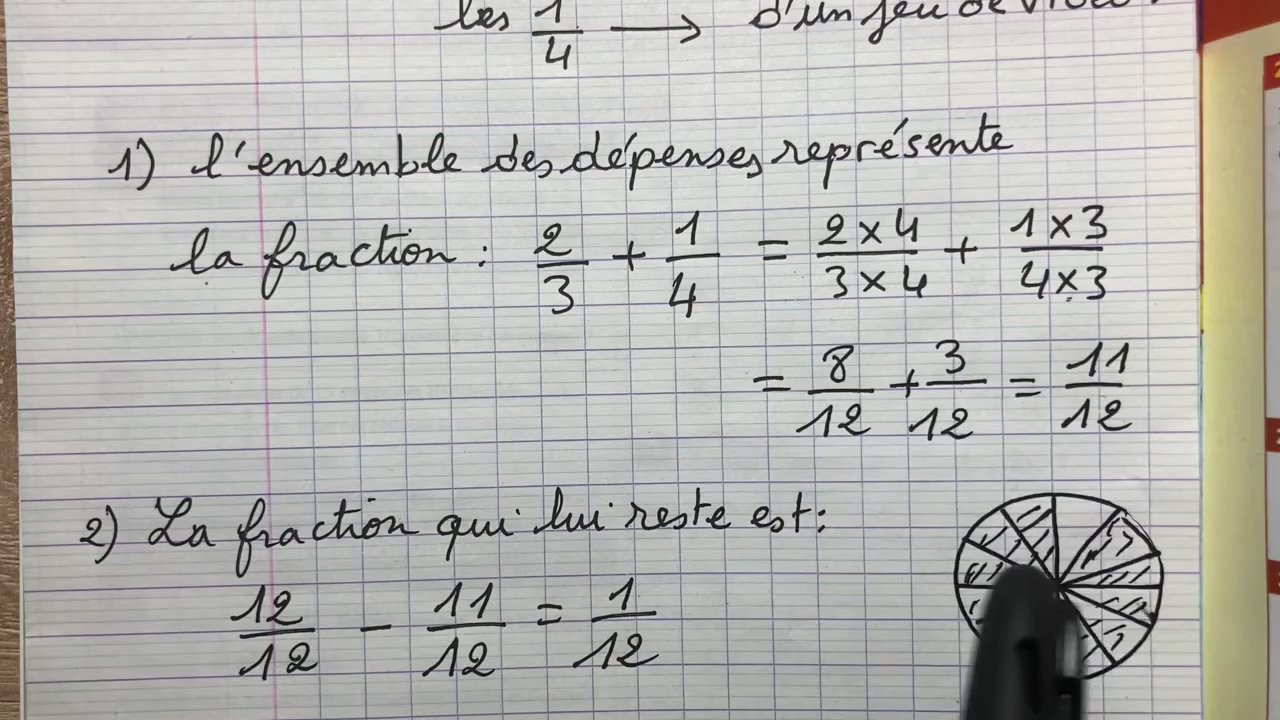 les 1/4 → d'un jeu de vidéo.
1) l'ensemble des dépenses représente
la fraction : 2/3 + 1/4 = 2×4/3×4 + 1×3/4×3
= 8/12 + 3/12 = 11/12
2) La fraction qui lui reste est :
12/12 - 11/12 = 1/12